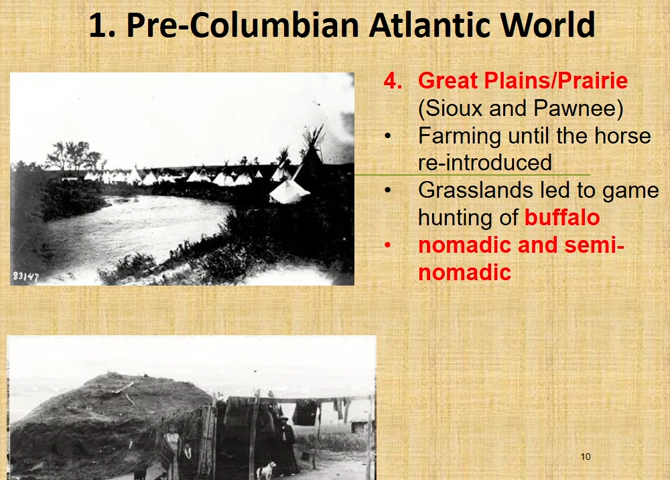 1. Pre-Columbian Atlantic World
4. Great Plains/Prairie
(Sioux and Pawnee)
• Farming until the horse
re-introduced
• Grasslands led to game
hunting of buffalo
• nomadic and semi-
nomadic
83147
10